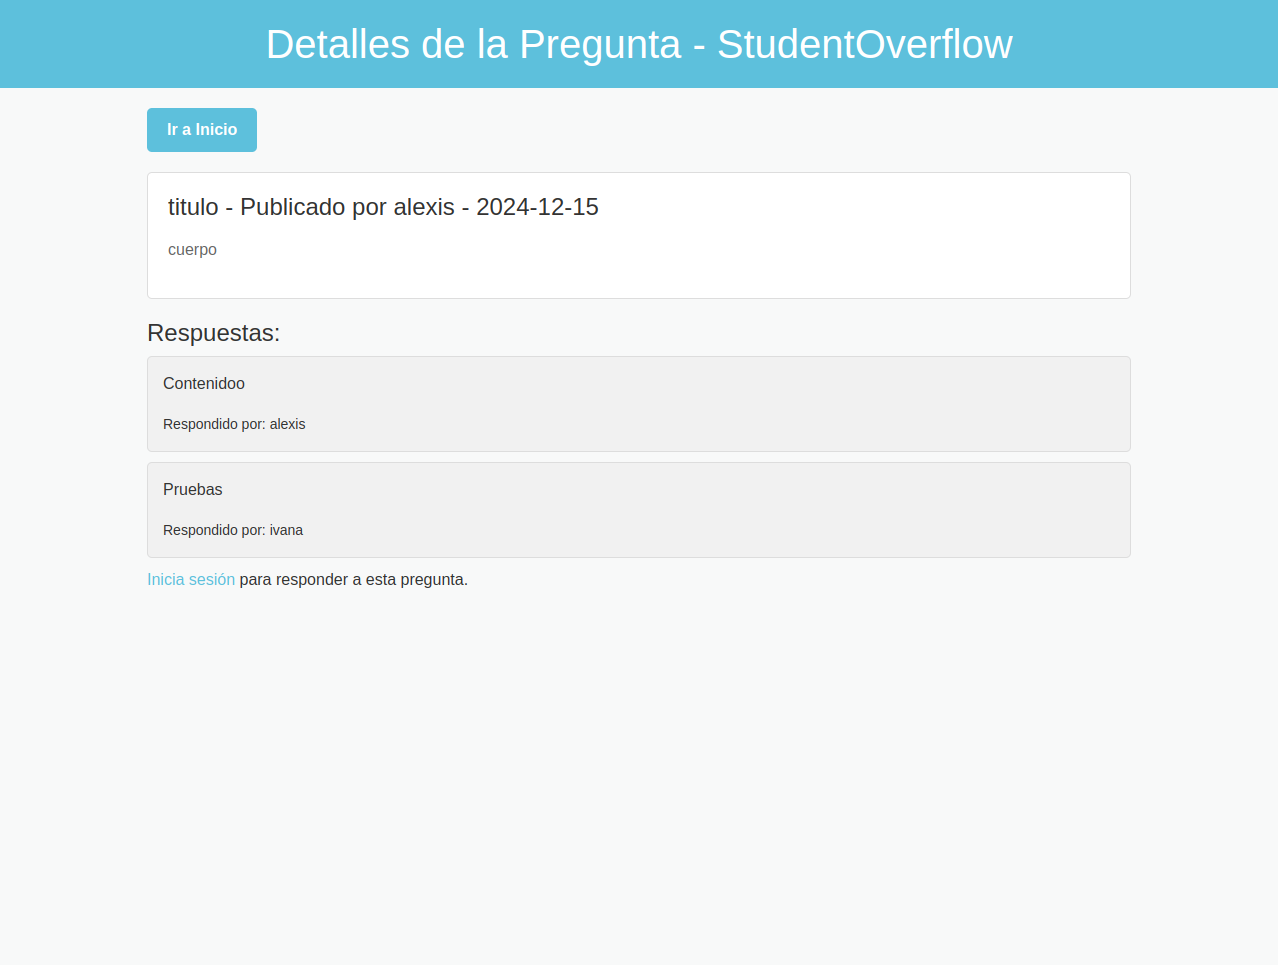 Detalles de la Pregunta - StudentOverflow
Ir a Inicio
titulo - Publicado por alexis - 2024-12-15
cuerpo
Respuestas:
Contenidoo
Respondido por: alexis
Pruebas
Respondido por: ivana
Inicia sesión para responder a esta pregunta.